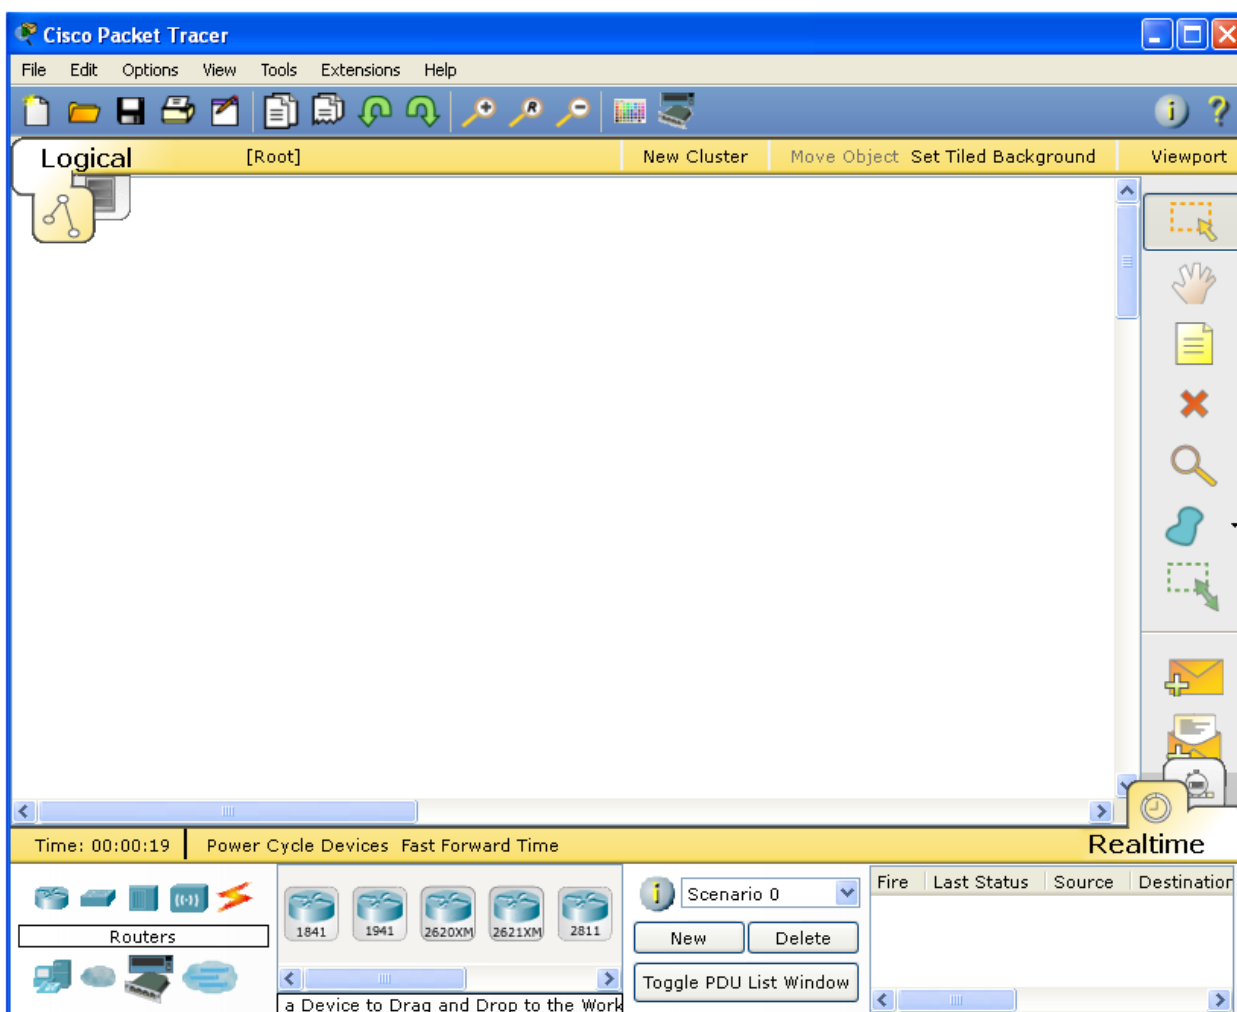 Cisco Packet Tracer
File Edit Options View Tools Extensions Help
R
i ?
Logical [Root] New Cluster Move Object Set Tiled Background Viewport
Time: 00:00:19 Power Cycle Devices Fast Forward Time Realtime
Routers
1841 1941 2620XM 2621XM 2811
a Device to Drag and Drop to the Work
i Scenario 0
New Delete
Toggle PDU List Window
Fire Last Status Source Destination